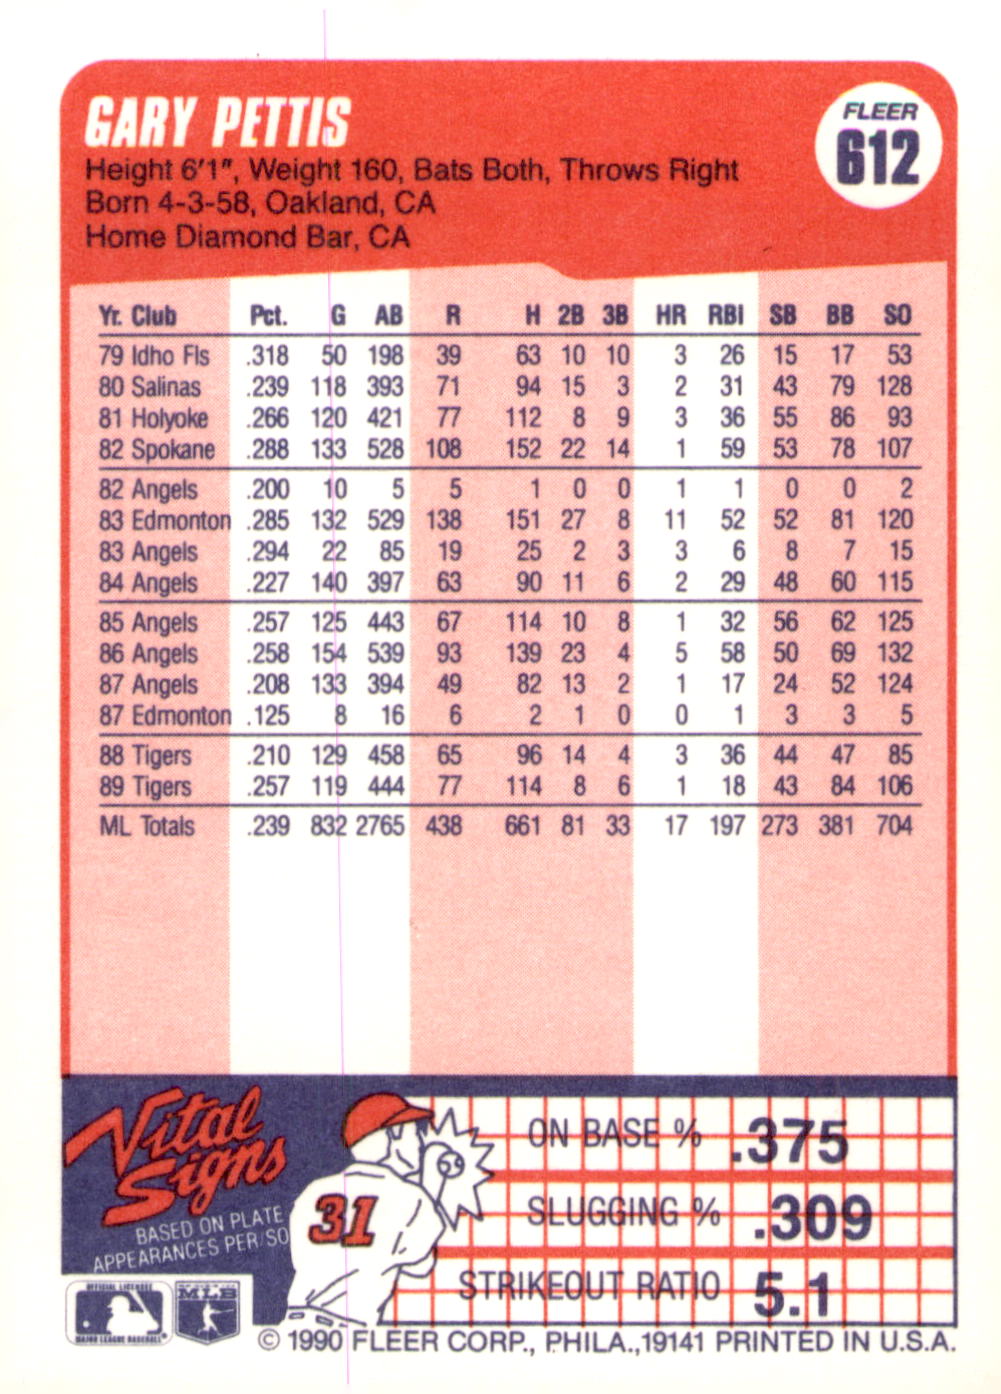 GARY PETTIS
FLEER
612
Height 6'1", Weight 160, Bats Both, Throws Right
Born 4-3-58, Oakland, CA
Home Diamond Bar, CA
Yr. Club Pct. G AB R H 2B 3B HR RBI SB BB SO
79 Idho Fls .318 50 198 39 63 10 10 3 26 15 17 53
80 Salinas .239 118 393 71 94 15 3 2 31 43 79 128
81 Holyoke .266 120 421 77 112 8 9 3 36 55 86 93
82 Spokane .288 133 528 108 152 22 14 1 59 53 78 107
82 Angels .200 10 5 5 1 0 0 1 1 0 0 2
83 Edmonton .285 132 529 138 151 27 8 11 52 52 81 120
83 Angels .294 22 85 19 25 2 3 3 6 8 7 15
84 Angels .227 140 397 63 90 11 6 2 29 48 60 115
85 Angels .257 125 443 67 114 10 8 1 32 56 62 125
86 Angels .258 154 539 93 139 23 4 5 58 50 69 132
87 Angels .208 133 394 49 82 13 2 1 17 24 52 124
87 Edmonton .125 8 16 6 2 1 0 0 1 3 3 5
88 Tigers .210 129 458 65 96 14 4 3 36 44 47 85
89 Tigers .257 119 444 77 114 8 6 1 18 43 84 106
ML Totals .239 832 2765 438 661 81 33 17 197 273 381 704
Vital
Signs
BASED ON PLATE
APPEARANCES PER/SO
31
ON BASE % .375
SLUGGING % .309
STRIKEOUT RATIO 5.1
OFFICIAL LICENSEE
MAJOR LEAGUE BASEBALL
MLB
© 1990 FLEER CORP., PHILA.,19141 PRINTED IN U.S.A.